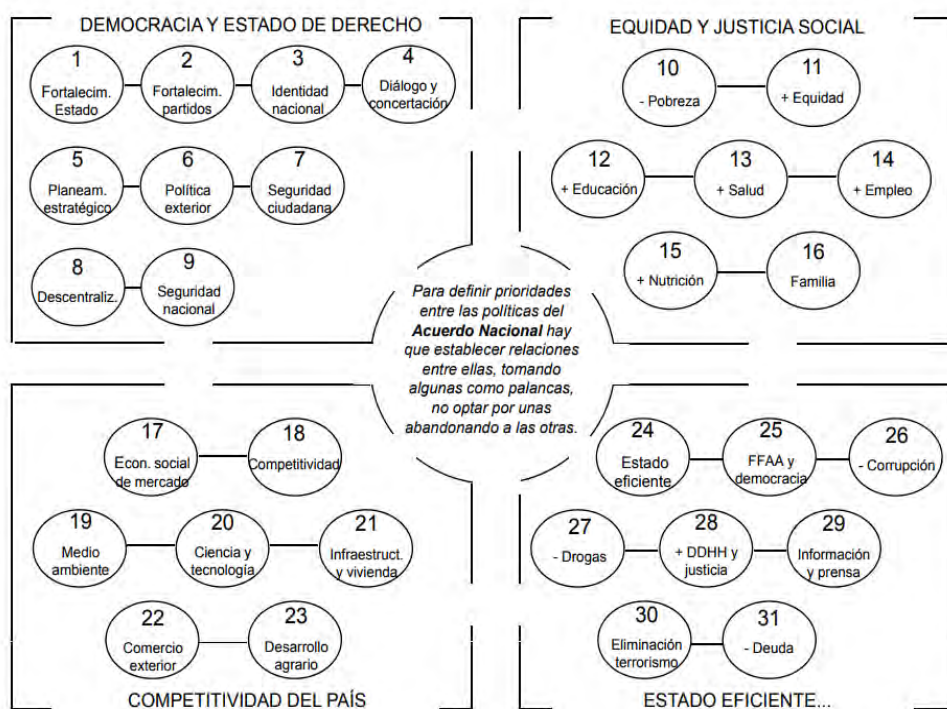 DEMOCRACIA Y ESTADO DE DERECHO
1
Fortalecim.
Estado
2
Fortalecim.
partidos
3
Identidad
nacional
4
Diálogo y
concertación
5
Planeam.
estratégico
6
Política
exterior
7
Seguridad
ciudadana
8
Descentraliz.
9
Seguridad
nacional
EQUIDAD Y JUSTICIA SOCIAL
10
- Pobreza
11
+ Equidad
12
+ Educación
13
+ Salud
14
+ Empleo
15
+ Nutrición
16
Familia
Para definir prioridades
entre las políticas del
Acuerdo Nacional hay
que establecer relaciones
entre ellas, tomando
algunas como palancas,
no optar por unas
abandonando a las otras.
17
Econ. social
de mercado
18
Competitividad
19
Medio
ambiente
20
Ciencia y
tecnología
21
Infraestruct.
y vivienda
22
Comercio
exterior
23
Desarrollo
agrario
COMPETITIVIDAD DEL PAÍS
24
Estado
eficiente
25
FFAA y
democracia
26
- Corrupción
27
- Drogas
28
+ DDHH y
justicia
29
Información
y prensa
30
Eliminación
terrorismo
31
- Deuda
ESTADO EFICIENTE...